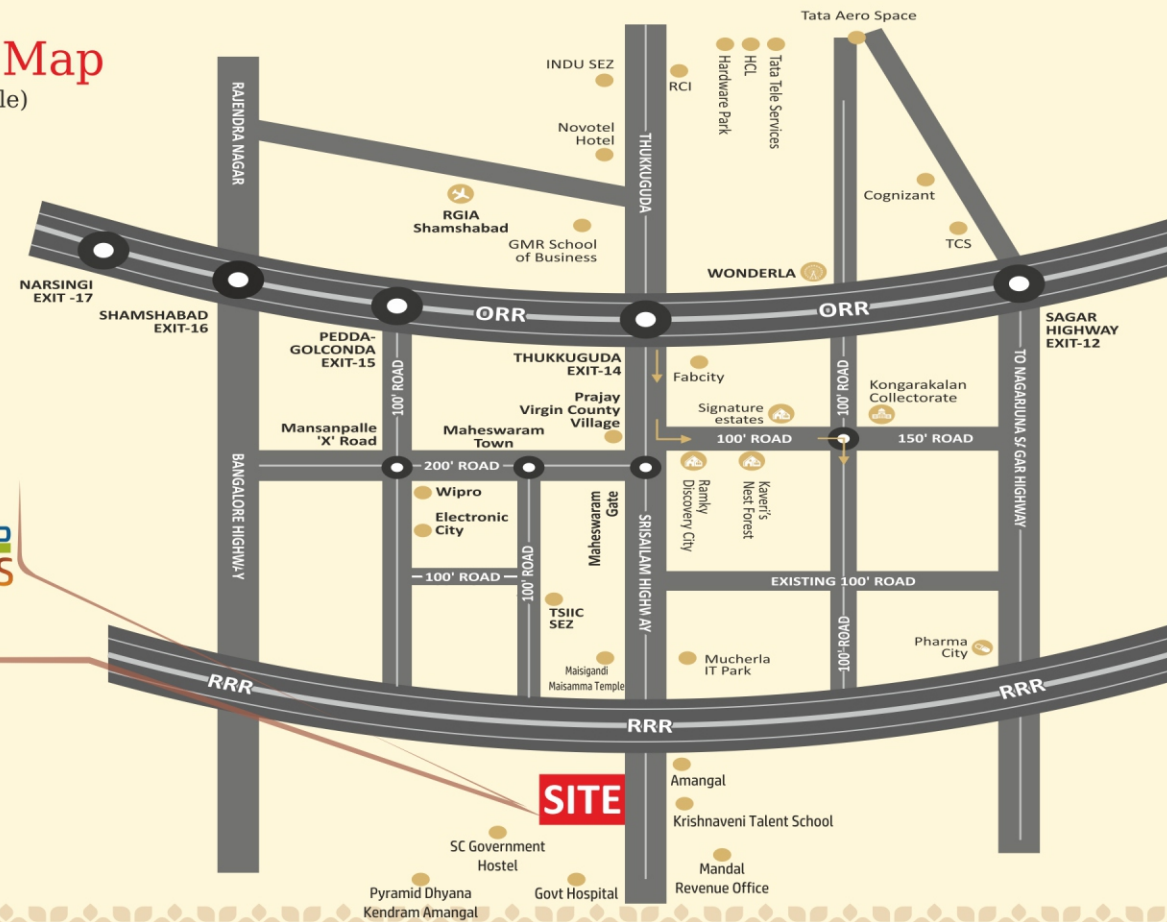 Map
le)
Tata Aero Space
INDU SEZ
RCI
Hardware Park
HCL
Tata Tele Services
RAJENDRA NAGAR
THUKKUGUDA
Novotel
Hotel
RGIA
Shamshabad
GMR School
of Business
Cognizant
TCS
WONDERLA
NARSINGI
EXIT -17
SHAMSHABAD
EXIT-16
ORR
ORR
PEDDA-
GOLCONDA
EXIT-15
THUKKUGUDA
EXIT-14
SAGAR
HIGHWAY
EXIT-12
Fabcity
100' ROAD
100' ROAD
Kongarakalan
Collectorate
Prajay
Virgin County
Village
Signature
estates
Mansanpalle
'X' Road
Maheswaram
Town
100' ROAD
150' ROAD
TO NAGARJUNA SAGAR HIGHWAY
200' ROAD
BANGALORE HIGHWAY
Wipro
Electronic
City
Maheswaram
Gate
SRISAILAM HIGHWAY
Ramky
Discovery City
Kaveri's
Nest Forest
S
100' ROAD
100' ROAD
EXISTING 100' ROAD
TSIIC
SEZ
100'-ROAD
Pharma
City
Maisigandi
Maisamma Temple
Mucherla
IT Park
RRR
RRR
RRR
SITE
Amangal
Krishnaveni Talent School
SC Government
Hostel
Mandal
Revenue Office
Pyramid Dhyana
Kendram Amangal
Govt Hospital